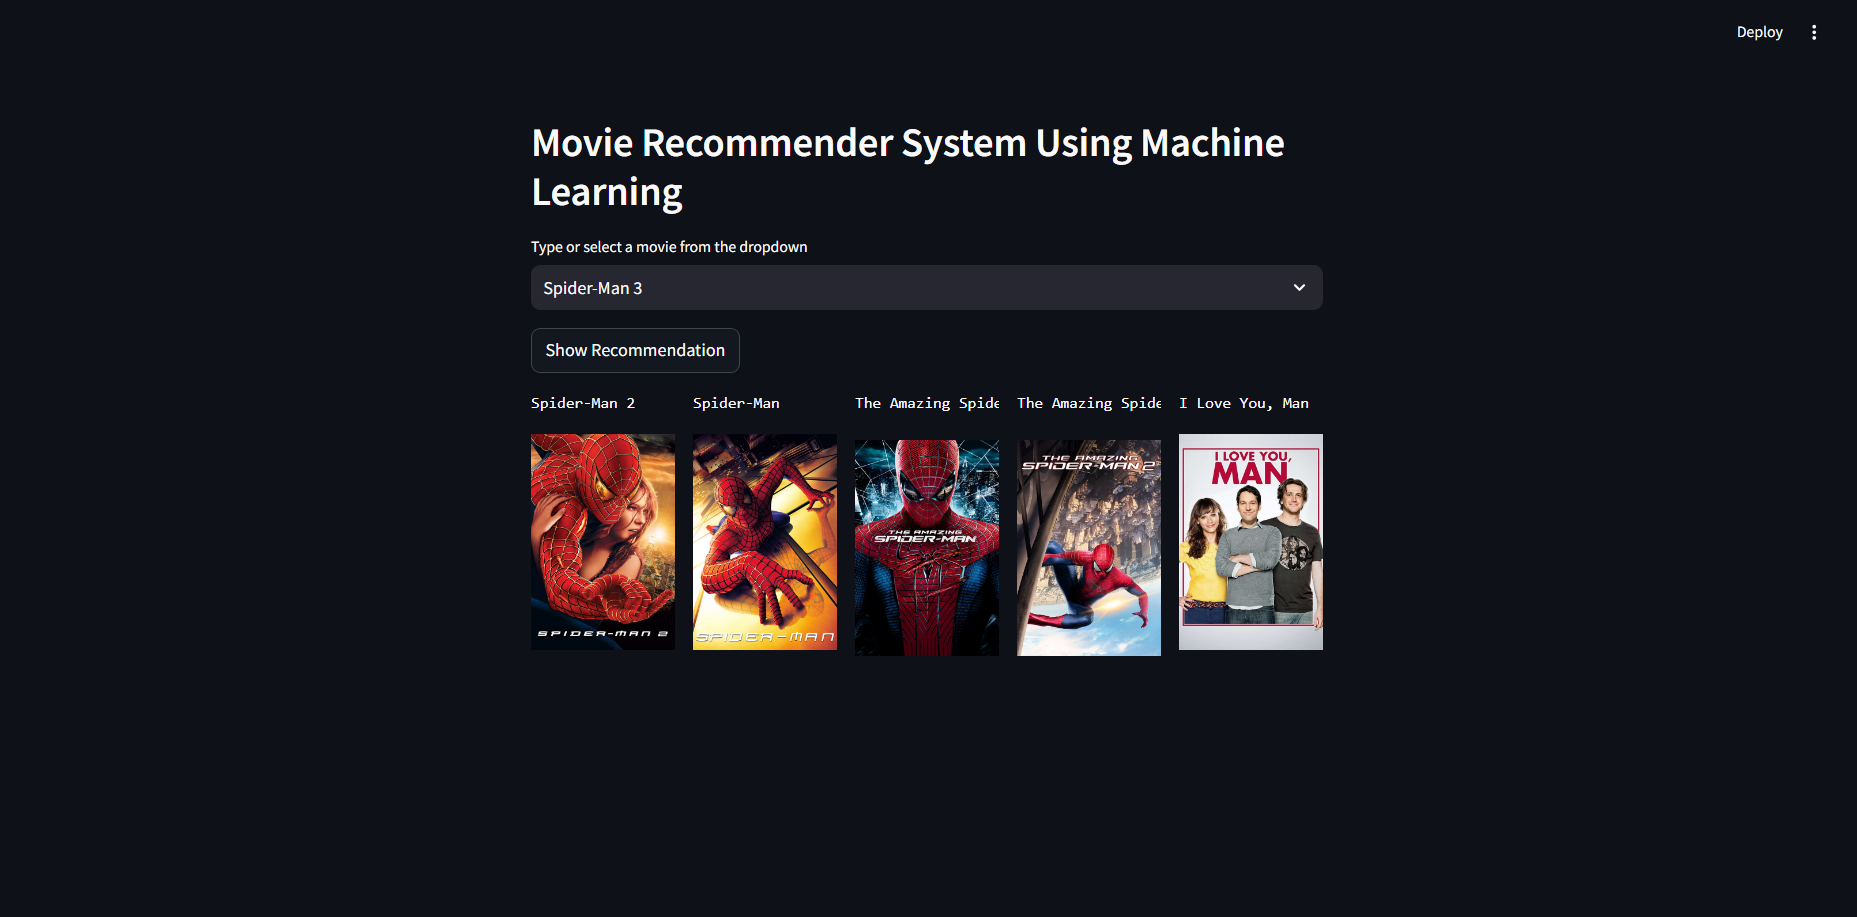 Deploy
Movie Recommender System Using Machine
Learning
Type or select a movie from the dropdown
Spider-Man 3
Show Recommendation
Spider-Man 2
Spider-Man
The Amazing Spide
The Amazing Spide
I Love You, Man
SPIDER-MAN 2
SPIDER-MAN
THE AMAZING
SPIDER-MAN
THE AMAZING
SPIDER-MAN 2
I LOVE YOU,
MAN